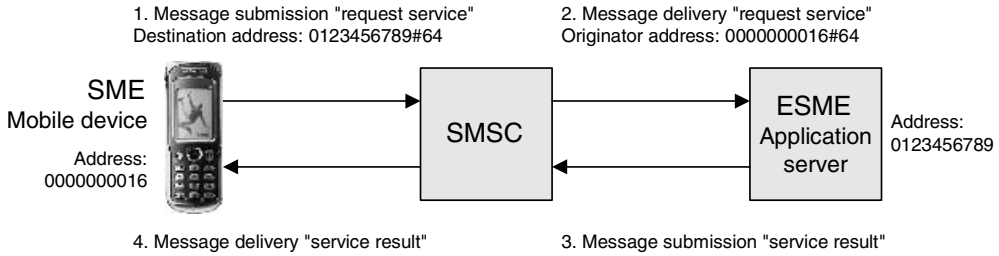 1. Message submission "request service"
Destination address: 0123456789#64
2. Message delivery "request service"
Originator address: 0000000016#64
SME
Mobile device
Address:
0000000016
SMSC
ESME
Application
server
Address:
0123456789
4. Message delivery "service result"
3. Message submission "service result"